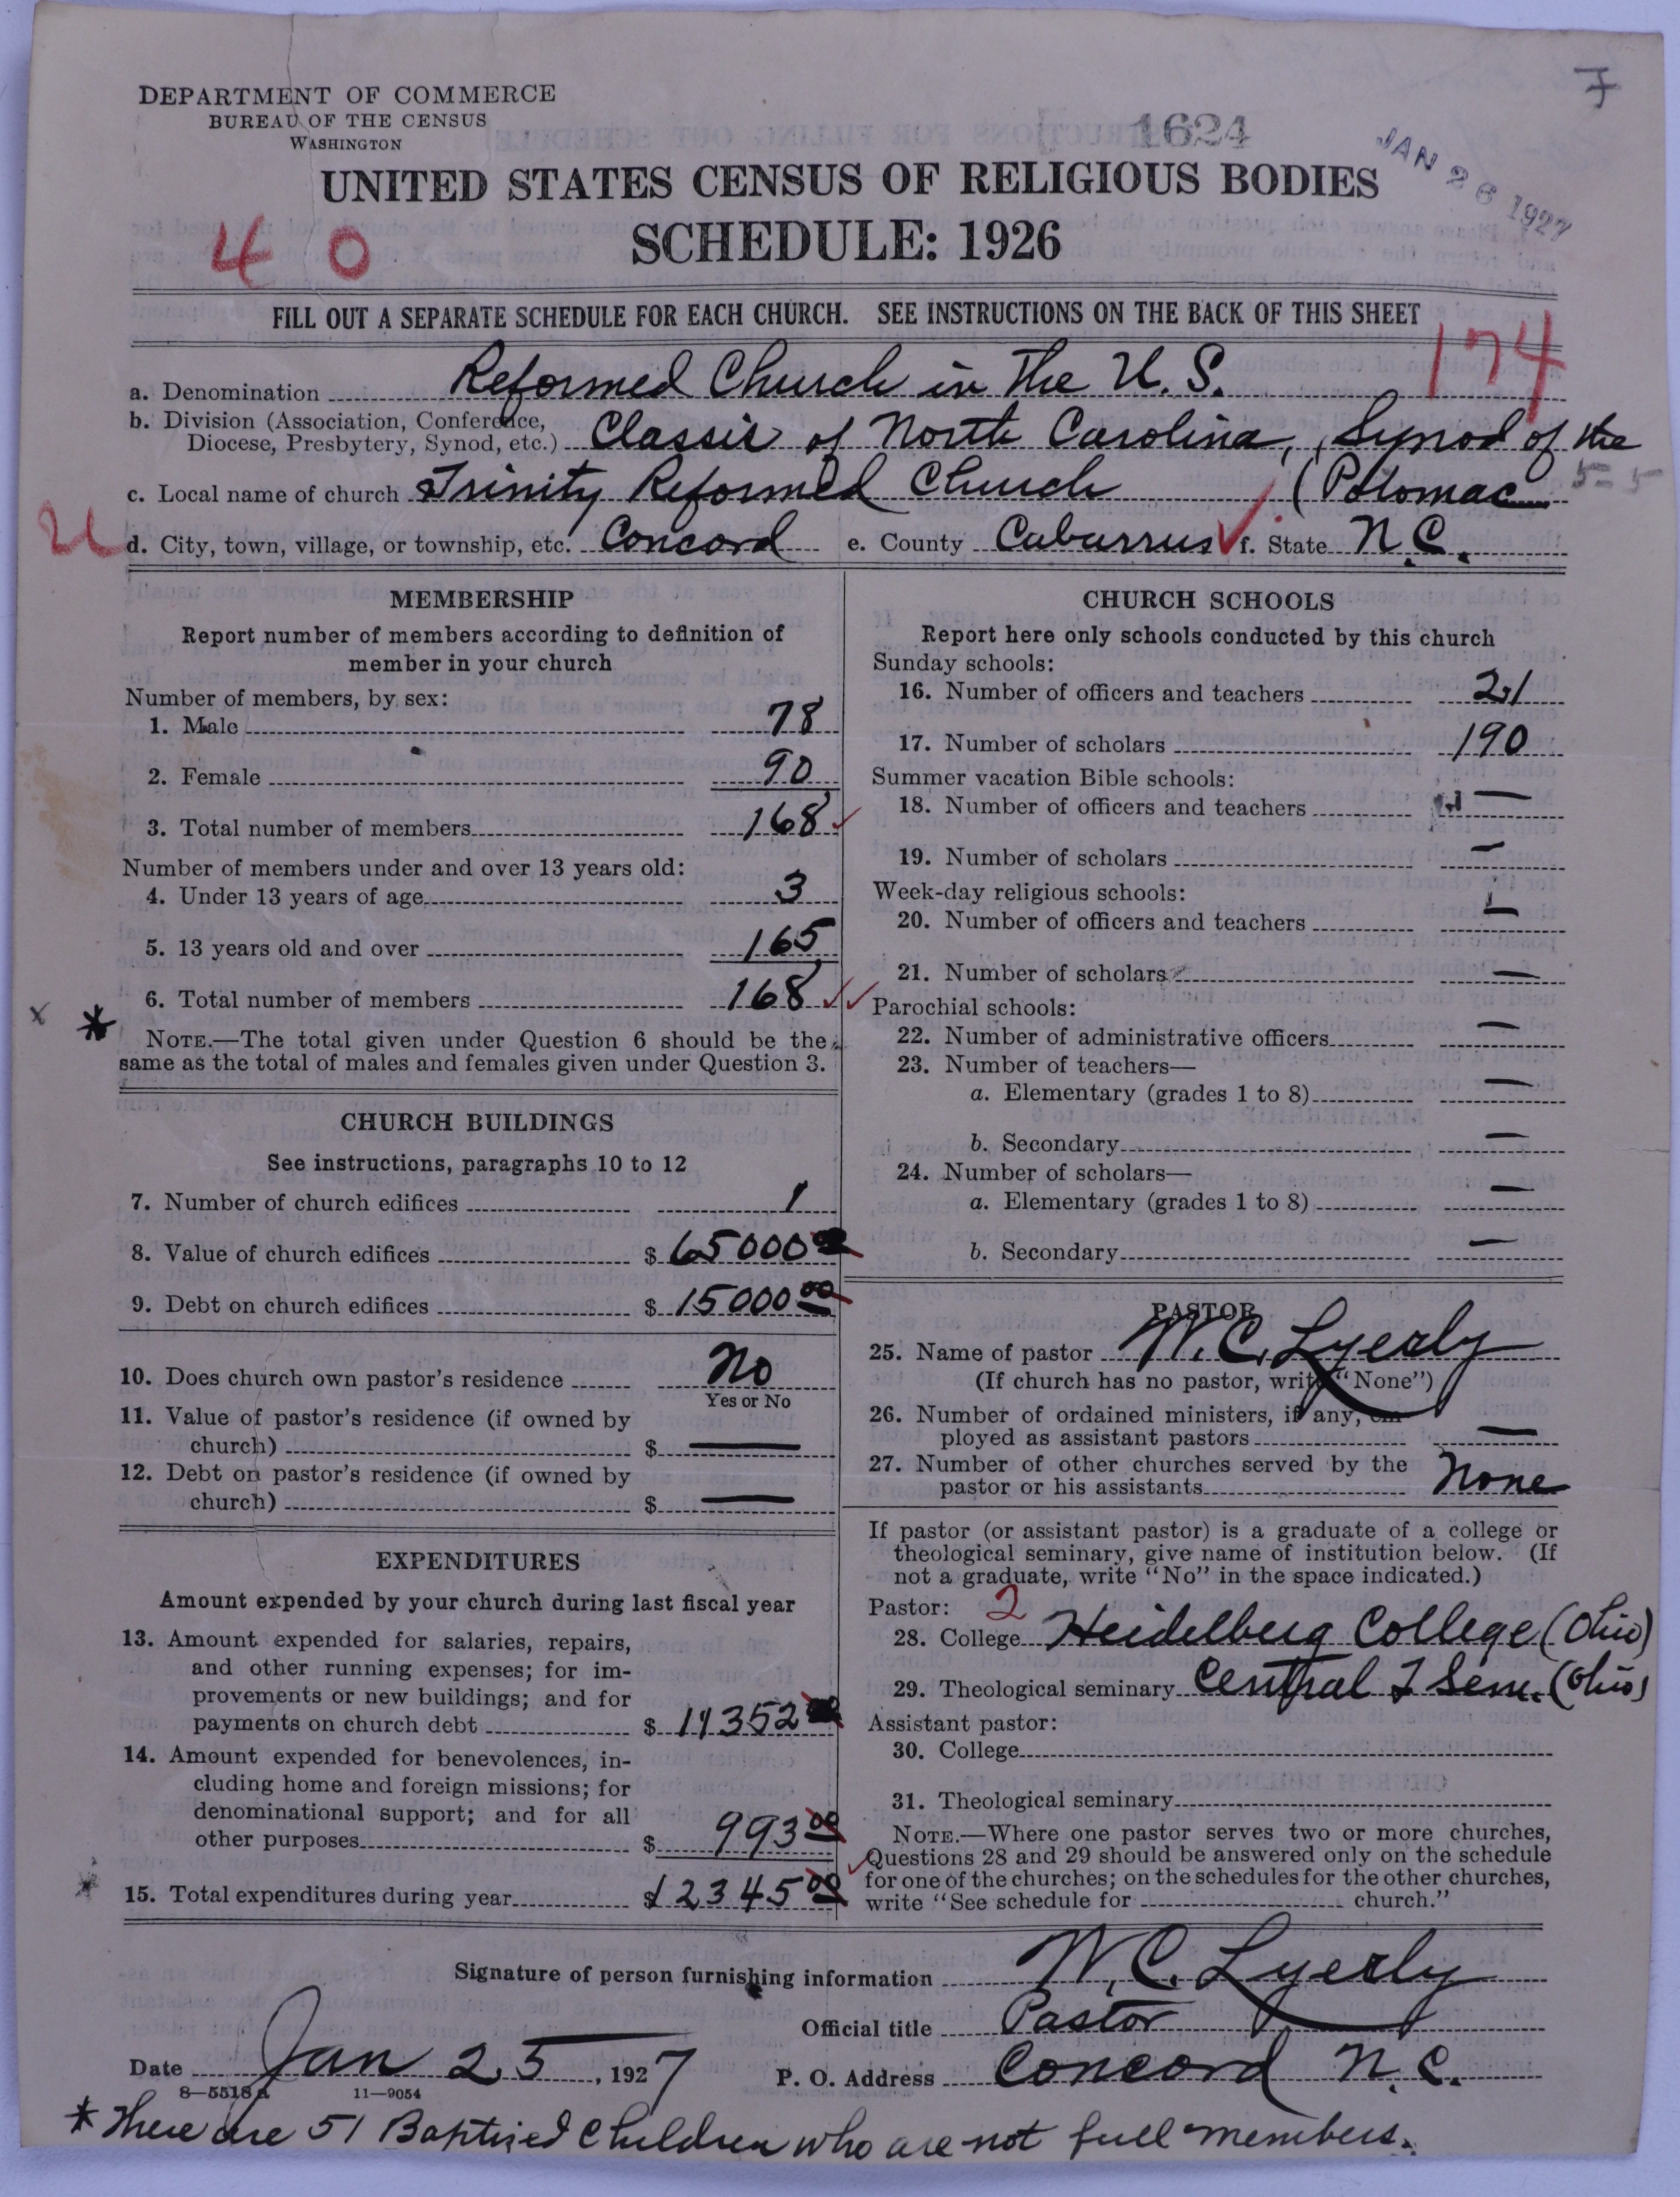 DEPARTMENT OF COMMERCE
BUREAU OF THE CENSUS
WASHINGTON
1624
JAN 26 1927
UNITED STATES CENSUS OF RELIGIOUS BODIES
SCHEDULE: 1926
40
FILL OUT A SEPARATE SCHEDULE FOR EACH CHURCH. SEE INSTRUCTIONS ON THE BACK OF THIS SHEET
174
a. Denomination Reformed Church in the U. S.
b. Division (Association, Conference,
Diocese, Presbytery, Synod, etc.) Classis of North Carolina, Synod of the
c. Local name of church Trinity Reformed Church (Potomac
d. City, town, village, or township, etc. Concord e. County Cabarrus f. State N.C.
MEMBERSHIP
Report number of members according to definition of
member in your church
Number of members, by sex:
1. Male 78
2. Female 90
3. Total number of members 168
Number of members under and over 13 years old:
4. Under 13 years of age 3
5. 13 years old and over 165
6. Total number of members 168
* NOTE.—The total given under Question 6 should be the
same as the total of males and females given under Question 3.
CHURCH BUILDINGS
See instructions, paragraphs 10 to 12
7. Number of church edifices 1
8. Value of church edifices $ 65000 00
9. Debt on church edifices $ 15000 00
10. Does church own pastor's residence No
Yes or No
11. Value of pastor's residence (if owned by
church) $ —
12. Debt on pastor's residence (if owned by
church) $ —
EXPENDITURES
Amount expended by your church during last fiscal year
13. Amount expended for salaries, repairs,
and other running expenses; for im-
provements or new buildings; and for
payments on church debt $ 11352
14. Amount expended for benevolences, in-
cluding home and foreign missions; for
denominational support; and for all
other purposes $ 993 00
15. Total expenditures during year $ 12345 00
CHURCH SCHOOLS
Report here only schools conducted by this church
Sunday schools:
16. Number of officers and teachers 21
17. Number of scholars 190
Summer vacation Bible schools:
18. Number of officers and teachers —
19. Number of scholars —
Week-day religious schools:
20. Number of officers and teachers —
21. Number of scholars —
Parochial schools:
22. Number of administrative officers —
23. Number of teachers—
a. Elementary (grades 1 to 8) —
b. Secondary —
24. Number of scholars—
a. Elementary (grades 1 to 8) —
b. Secondary —
PASTOR
25. Name of pastor W. C. Lyerly
(If church has no pastor, write "None")
26. Number of ordained ministers, if any, em-
ployed as assistant pastors —
27. Number of other churches served by the
pastor or his assistants None
If pastor (or assistant pastor) is a graduate of a college or
theological seminary, give name of institution below. (If
not a graduate, write "No" in the space indicated.)
Pastor: 2
28. College Heidelberg College (Ohio)
29. Theological seminary Central T Sem. (Ohio)
Assistant pastor:
30. College
31. Theological seminary
NOTE.—Where one pastor serves two or more churches,
Questions 28 and 29 should be answered only on the schedule
for one of the churches; on the schedules for the other churches,
write "See schedule for church."
Signature of person furnishing information W. C. Lyerly
Official title Pastor
Date Jan 25, 1927 P. O. Address Concord N.C.
8—5518a 11—9054
* There are 51 Baptised Children who are not full members.